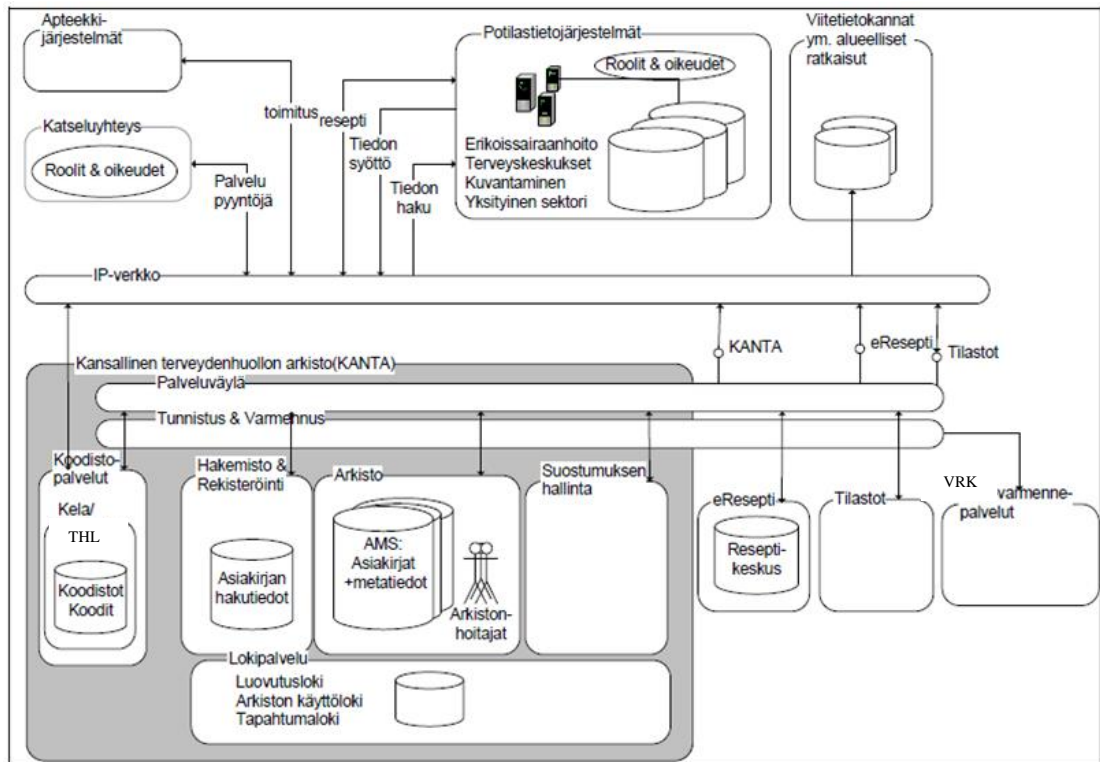 Apteekki-
järjestelmät
Potilastietojärjestelmät
Viitetietokannat
ym. alueelliset
ratkaisut
Roolit & oikeudet
toimitus
resepti
Katseluyhteys
Roolit & oikeudet
Palvelu
pyyntöjä
Tiedon
syöttö
Tiedon
haku
Erikoissairaanhoito
Terveyskeskukset
Kuvantaminen
Yksityinen sektori
IP-verkko
KANTA
eResepti
Tilastot
Kansallinen terveydenhuollon arkisto(KANTA)
Palveluväylä
Tunnistus & Varmennus
Koodisto-
palvelut
Kela/
THL
Koodistot
Koodit
Hakemisto &
Rekisteröinti
Asiakirjan
hakutiedot
Arkisto
AMS:
Asiakirjat
+metatiedot
Arkiston-
hoitajat
Suostumuksen
hallinta
eResepti
Resepti-
keskus
Tilastot
VRK
varmenne-
palvelut
Lokipalvelu
Luovutusloki
Arkiston käyttöloki
Tapahtumaloki